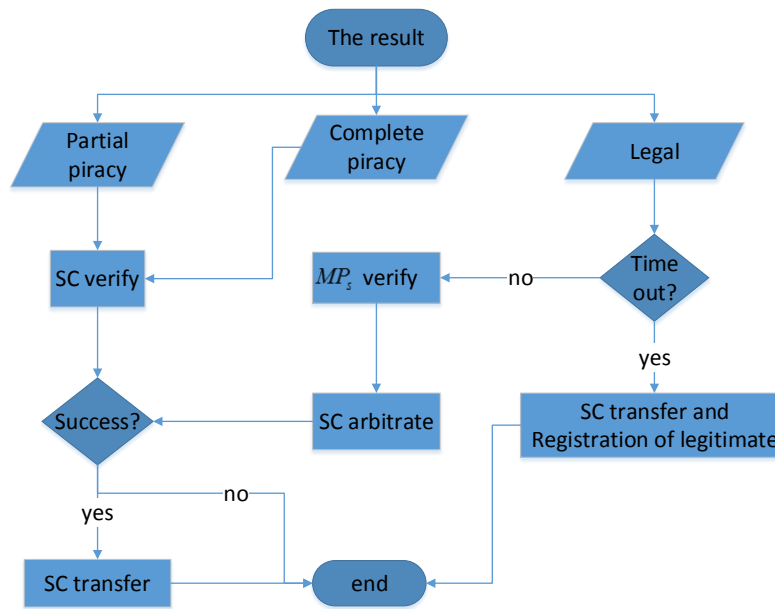 The result
Partial
piracy
Complete
piracy
Legal
SC verify
MPs verify
no
Time
out?
yes
Success?
SC arbitrate
SC transfer and
Registration of legitimate
yes
no
SC transfer
end